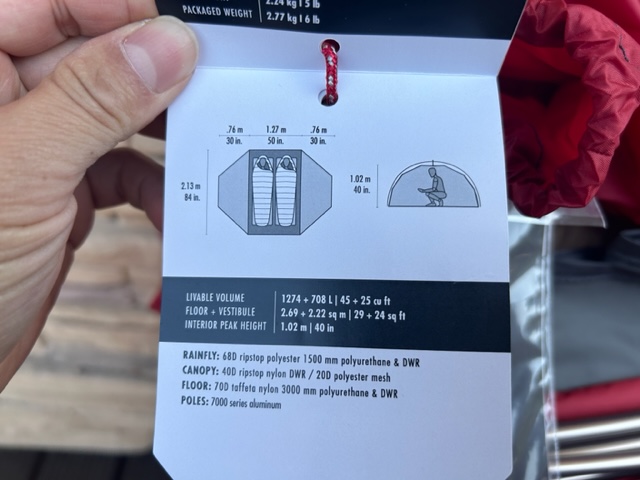 2.24 kg | 5 lb
PACKAGED WEIGHT 2.77 kg | 6 lb
.76 m 1.27 m .76 m
30 in. 50 in. 30 in.
2.13 m
84 in.
1.02 m
40 in.
LIVABLE VOLUME 1274 + 708 L | 45 + 25 cu ft
FLOOR + VESTIBULE 2.69 + 2.22 sq m | 29 + 24 sq ft
INTERIOR PEAK HEIGHT 1.02 m | 40 in
RAINFLY: 68D ripstop polyester 1500 mm polyurethane & DWR
CANOPY: 40D ripstop nylon DWR / 20D polyester mesh
FLOOR: 70D taffeta nylon 3000 mm polyurethane & DWR
POLES: 7000 series aluminum